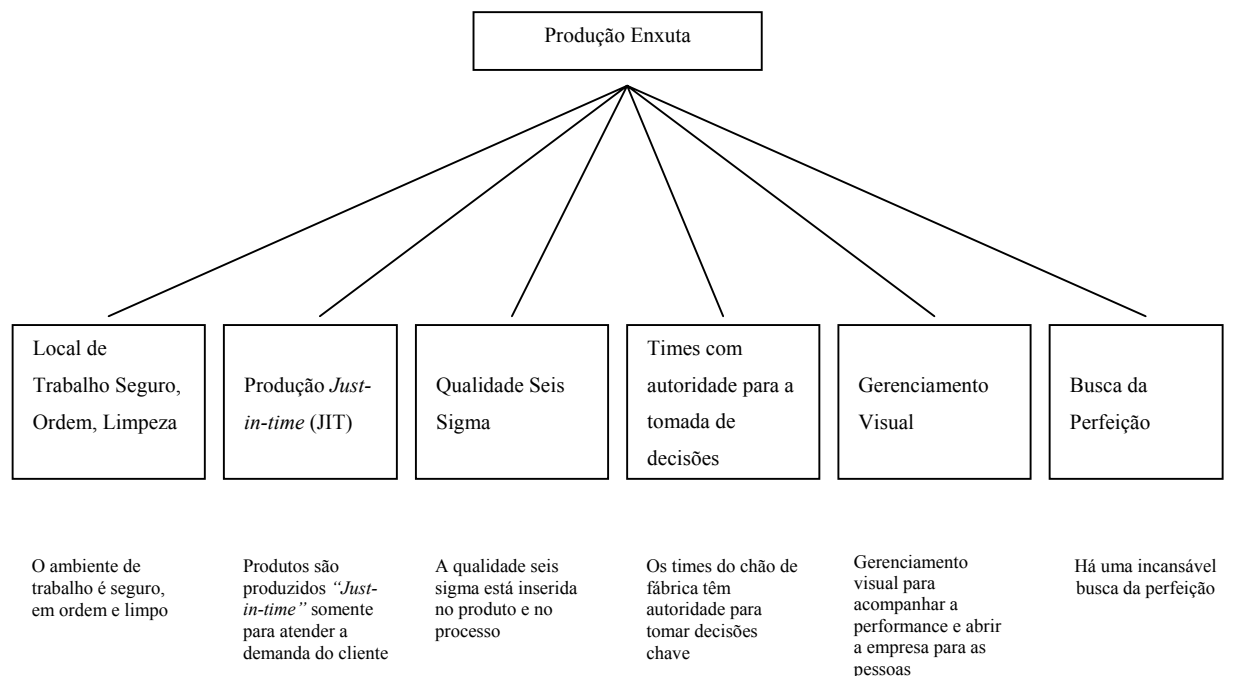 Produção Enxuta
Local de
Trabalho Seguro,
Ordem, Limpeza
Produção Just-
in-time (JIT)
Qualidade Seis
Sigma
Times com
autoridade para a
tomada de
decisões
Gerenciamento
Visual
Busca da
Perfeição
O ambiente de
trabalho é seguro,
em ordem e limpo
Produtos são
produzidos “Just-
in-time” somente
para atender a
demanda do cliente
A qualidade seis
sigma está inserida
no produto e no
processo
Os times do chão de
fábrica têm
autoridade para
tomar decisões
chave
Gerenciamento
visual para
acompanhar a
performance e abrir
a empresa para as
pessoas
Há uma incansável
busca da perfeição